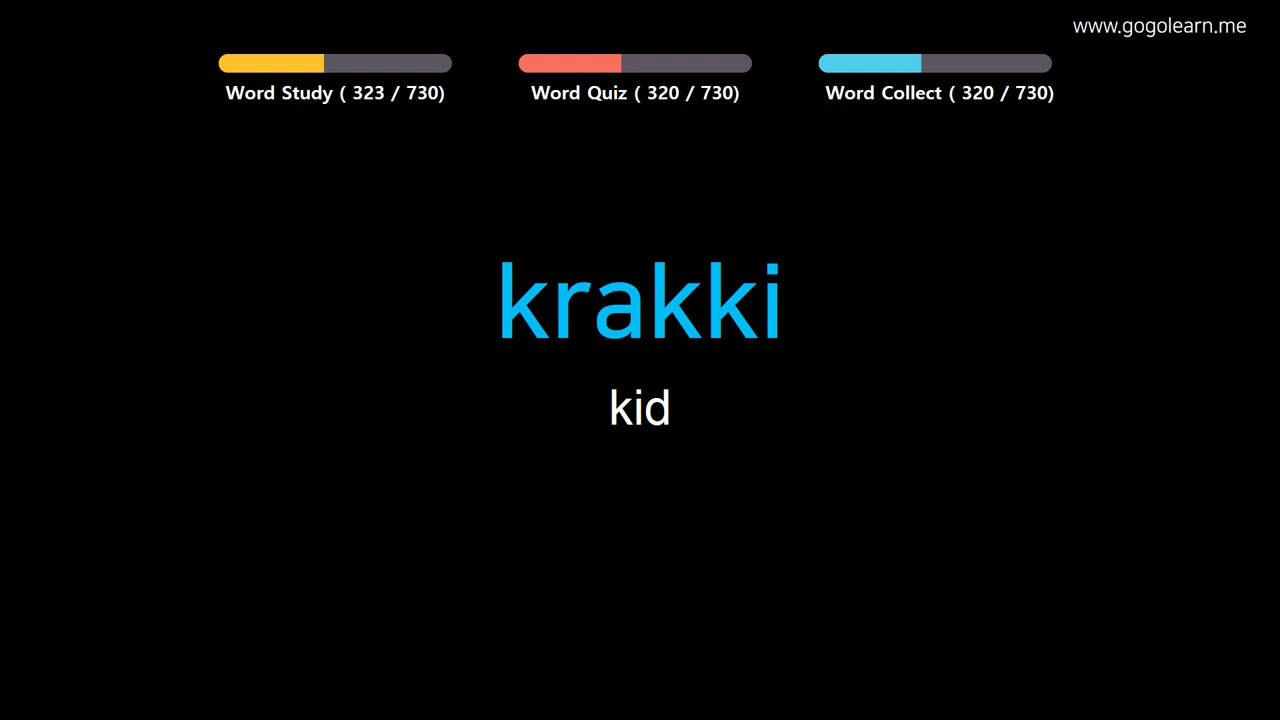 www.gogolearn.me
Word Study ( 323 / 730)
Word Quiz ( 320 / 730)
Word Collect ( 320 / 730)
krakki
kid